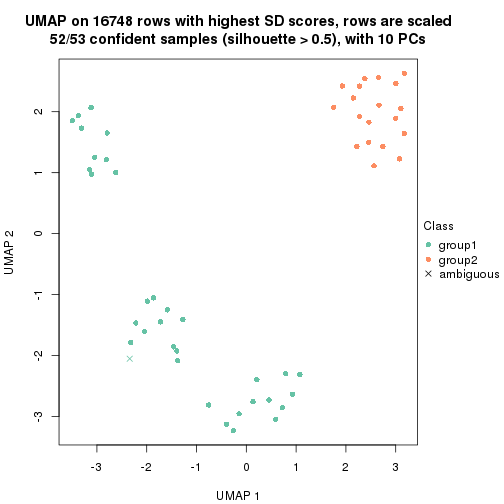 UMAP on 16748 rows with highest SD scores, rows are scaled
52/53 confident samples (silhouette > 0.5), with 10 PCs
2
1
0
-1
-2
-3
UMAP 2
-3
-2
-1
0
1
2
3
UMAP 1
Class
group1
group2
ambiguous